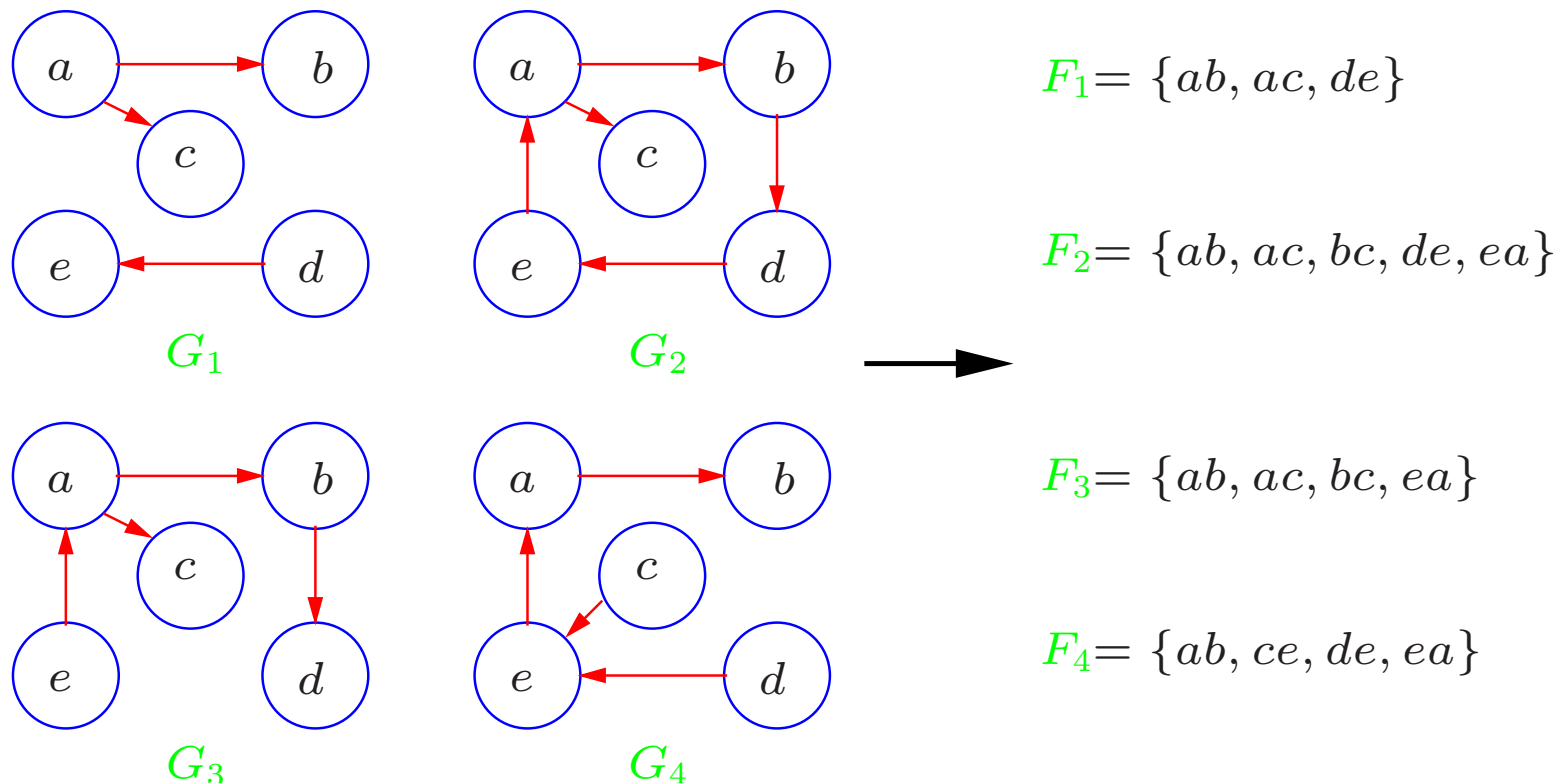 a b
c
e d
G₁
a b
c
e d
G₂
a b
c
e d
G₃
a b
c
e d
G₄
F₁= {ab, ac, de}
F₂= {ab, ac, bc, de, ea}
F₃= {ab, ac, bc, ea}
F₄= {ab, ce, de, ea}